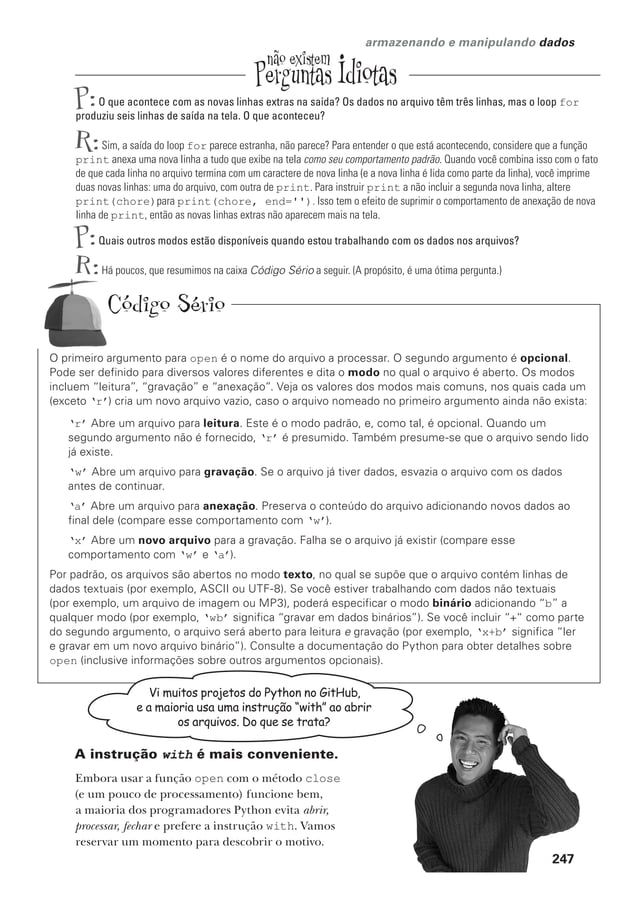 armazenando e manipulando dados
não existem
Perguntas Idiotas
P: O que acontece com as novas linhas extras na saída? Os dados no arquivo têm três linhas, mas o loop for
produziu seis linhas de saída na tela. O que aconteceu?
R: Sim, a saída do loop for parece estranha, não parece? Para entender o que está acontecendo, considere que a função
print anexa uma nova linha a tudo que exibe na tela como seu comportamento padrão. Quando você combina isso com o fato
de que cada linha no arquivo termina com um caractere de nova linha (e a nova linha é lida como parte da linha), você imprime
duas novas linhas: uma do arquivo, com outra de print. Para instruir print a não incluir a segunda nova linha, altere
print(chore) para print(chore, end=''). Isso tem o efeito de suprimir o comportamento de anexação de nova
linha de print, então as novas linhas extras não aparecem mais na tela.
P: Quais outros modos estão disponíveis quando estou trabalhando com os dados nos arquivos?
R: Há poucos, que resumimos na caixa Código Sério a seguir. (A propósito, é uma ótima pergunta.)
Código Sério
O primeiro argumento para open é o nome do arquivo a processar. O segundo argumento é opcional.
Pode ser definido para diversos valores diferentes e dita o modo no qual o arquivo é aberto. Os modos
incluem “leitura”, “gravação” e “anexação”. Veja os valores dos modos mais comuns, nos quais cada um
(exceto ‘r’) cria um novo arquivo vazio, caso o arquivo nomeado no primeiro argumento ainda não exista:
‘r’ Abre um arquivo para leitura. Este é o modo padrão, e, como tal, é opcional. Quando um
segundo argumento não é fornecido, ‘r’ é presumido. Também presume-se que o arquivo sendo lido
já existe.
‘w’ Abre um arquivo para gravação. Se o arquivo já tiver dados, esvazia o arquivo com os dados
antes de continuar.
‘a’ Abre um arquivo para anexação. Preserva o conteúdo do arquivo adicionando novos dados ao
final dele (compare esse comportamento com ‘w’).
‘x’ Abre um novo arquivo para a gravação. Falha se o arquivo já existir (compare esse
comportamento com ‘w’ e ‘a’).
Por padrão, os arquivos são abertos no modo texto, no qual se supõe que o arquivo contém linhas de
dados textuais (por exemplo, ASCII ou UTF-8). Se você estiver trabalhando com dados não textuais
(por exemplo, um arquivo de imagem ou MP3), poderá especificar o modo binário adicionando “b” a
qualquer modo (por exemplo, ‘wb’ significa “gravar em dados binários”). Se você incluir “+” como parte
do segundo argumento, o arquivo será aberto para leitura e gravação (por exemplo, ‘x+b’ significa “ler
e gravar em um novo arquivo binário”). Consulte a documentação do Python para obter detalhes sobre
open (inclusive informações sobre outros argumentos opcionais).
Vi muitos projetos do Python no GitHub,
e a maioria usa uma instrução “with” ao abrir
os arquivos. Do que se trata?
A instrução with é mais conveniente.
Embora usar a função open com o método close
(e um pouco de processamento) funcione bem,
a maioria dos programadores Python evita abrir,
processar, fechar e prefere a instrução with. Vamos
reservar um momento para descobrir o motivo.
247